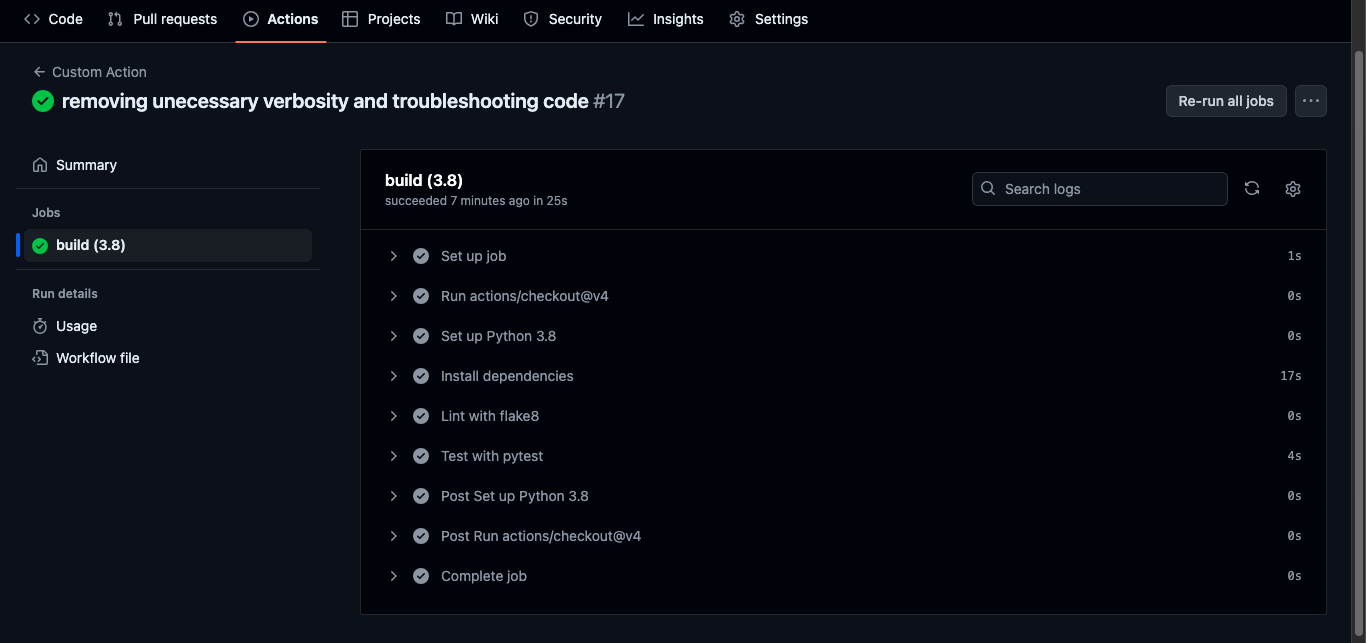 Code Pull requests Actions Projects Wiki Security Insights Settings
Custom Action
removing unecessary verbosity and troubleshooting code #17
Re-run all jobs
Summary
Jobs
build (3.8)
Run details
Usage
Workflow file
build (3.8)
succeeded 7 minutes ago in 25s
Search logs
Set up job 1s
Run actions/checkout@v4 0s
Set up Python 3.8 0s
Install dependencies 17s
Lint with flake8 0s
Test with pytest 4s
Post Set up Python 3.8 0s
Post Run actions/checkout@v4 0s
Complete job 0s